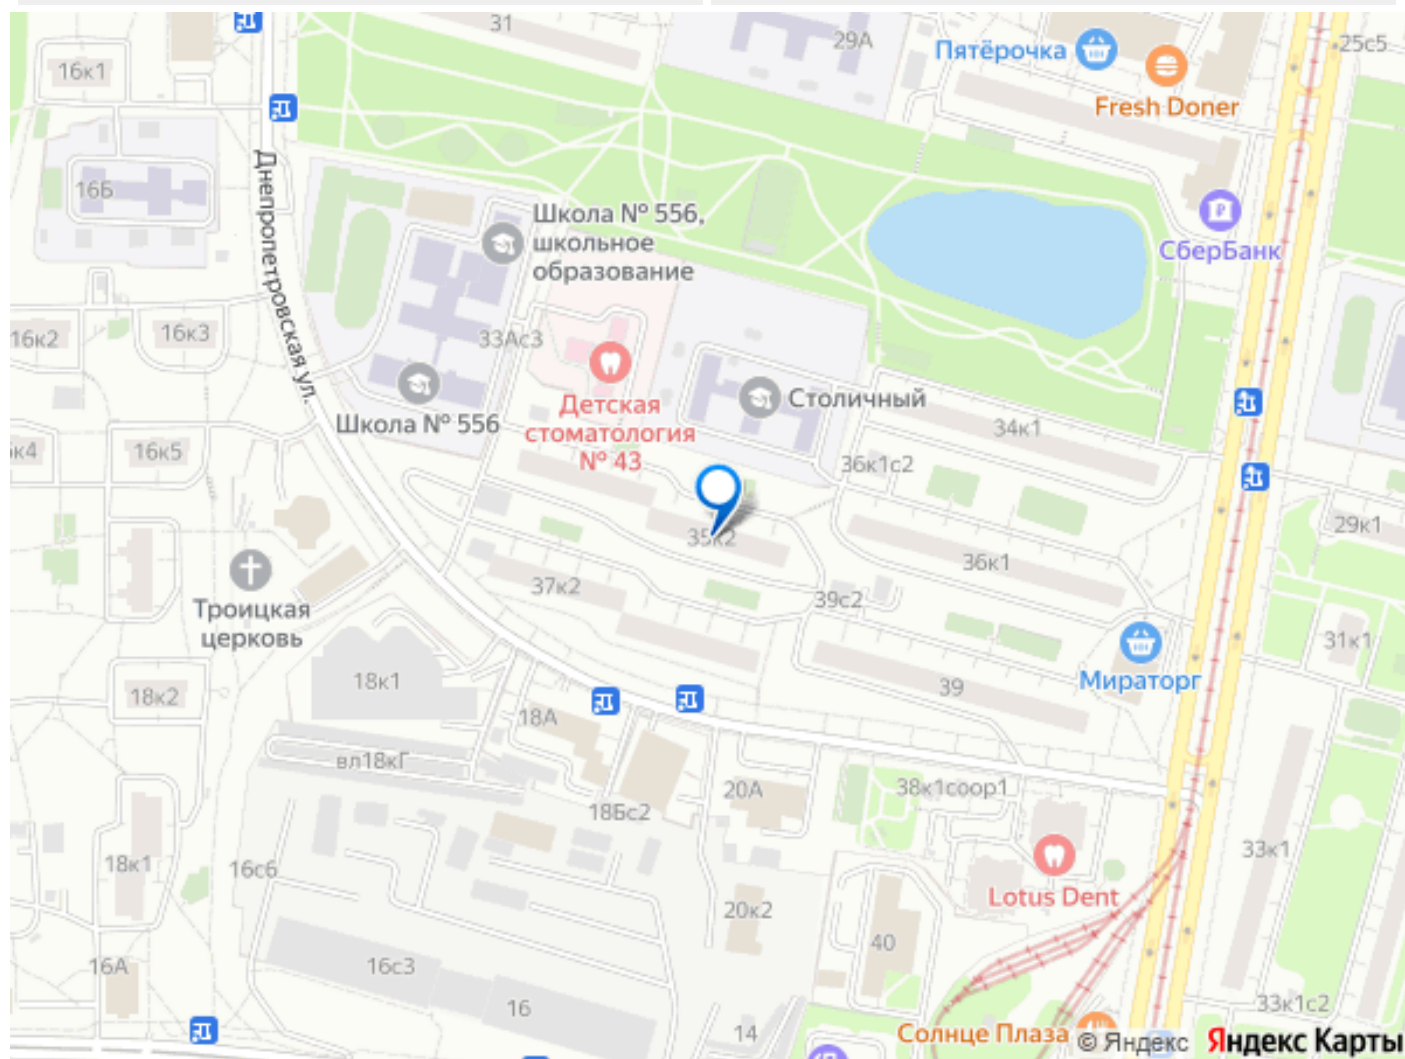 31
29А
25с5
Пятёрочка
Fresh Doner
16к1
Днепропетровская ул.
16Б
Школа № 556,
школьное
образование
СберБанк
16к2
16к3
33Ас3
Детская
стоматология
№ 43
Столичный
Школа № 556
34к1
к4
16к5
36к1с2
35к2
29к1
36к1
37к2
39с2
Троицкая
церковь
31к1
Мираторг
18к1
18к2
39
18А
вл18кГ
20А
38к1соор1
18Бс2
33к1
18к1
16с6
Lotus Dent
20к2
40
16А
16с3
16
14
33к1с2
Солнце Плаза
© Яндекс Яндекс Карты